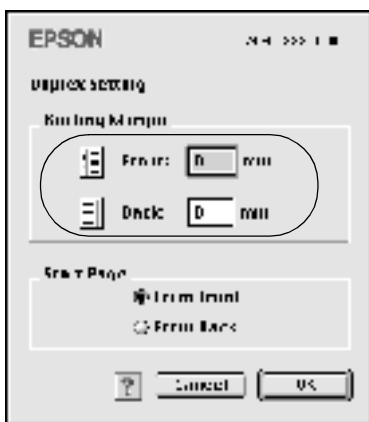 EPSON
Duplex Setting
Binding Margin
Front: 0 mm
Back: 0 mm
Start Page
From Front
From Back
? Cancel OK